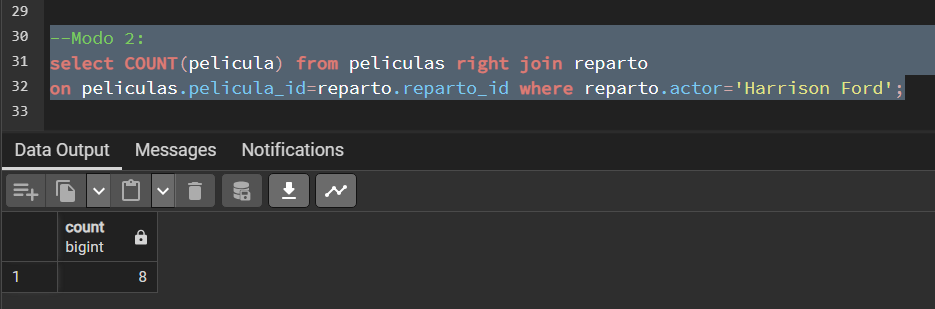 29
30 --Modo 2:
31 select COUNT(pelicula) from peliculas right join reparto
32 on peliculas.pelicula_id=reparto.reparto_id where reparto.actor='Harrison Ford';
33
Data Output Messages Notifications
count
bigint
1 8